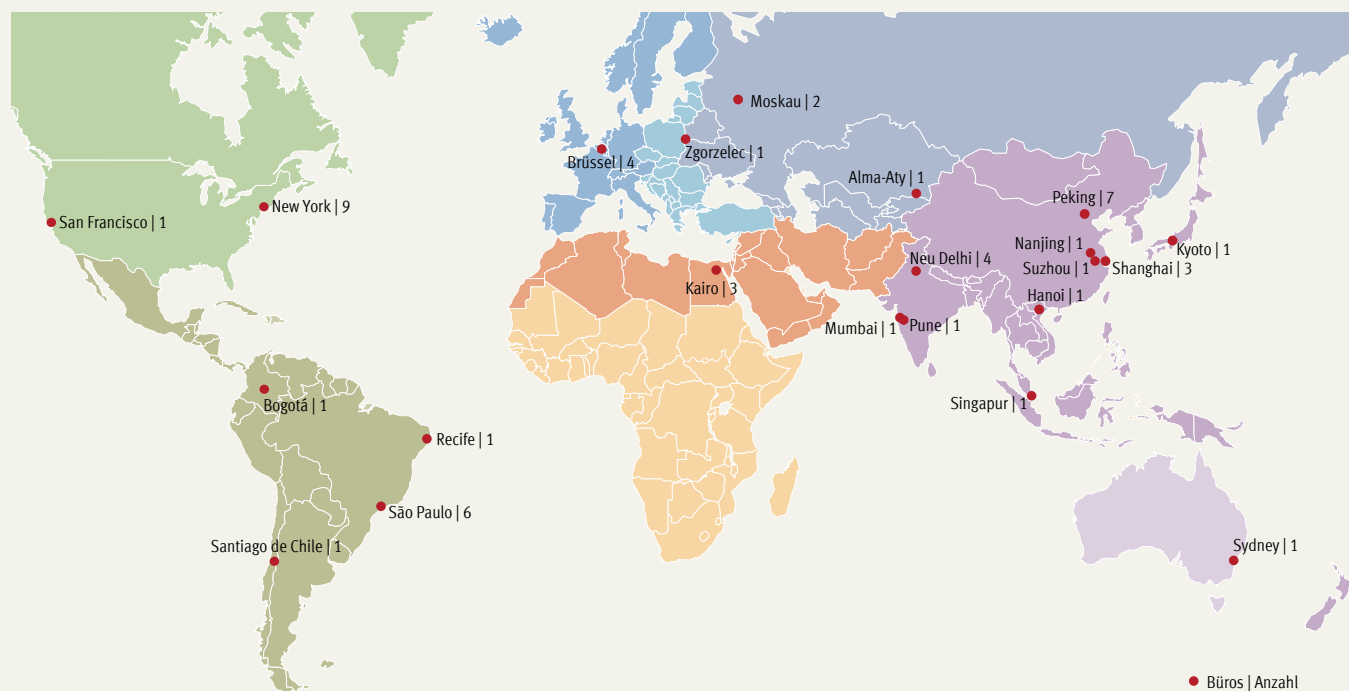 Moskau | 2
Zgorzelec | 1
Brüssel | 4
Alma-Aty | 1
Peking | 7
New York | 9
San Francisco | 1
Nanjing | 1
Kyoto | 1
Neu Delhi | 4
Suzhou | 1
Shanghai | 3
Kairo | 3
Hanoi | 1
Mumbai | 1
Pune | 1
Singapur | 1
Bogotá | 1
Recife | 1
São Paulo | 6
Santiago de Chile | 1
Sydney | 1
Büros | Anzahl